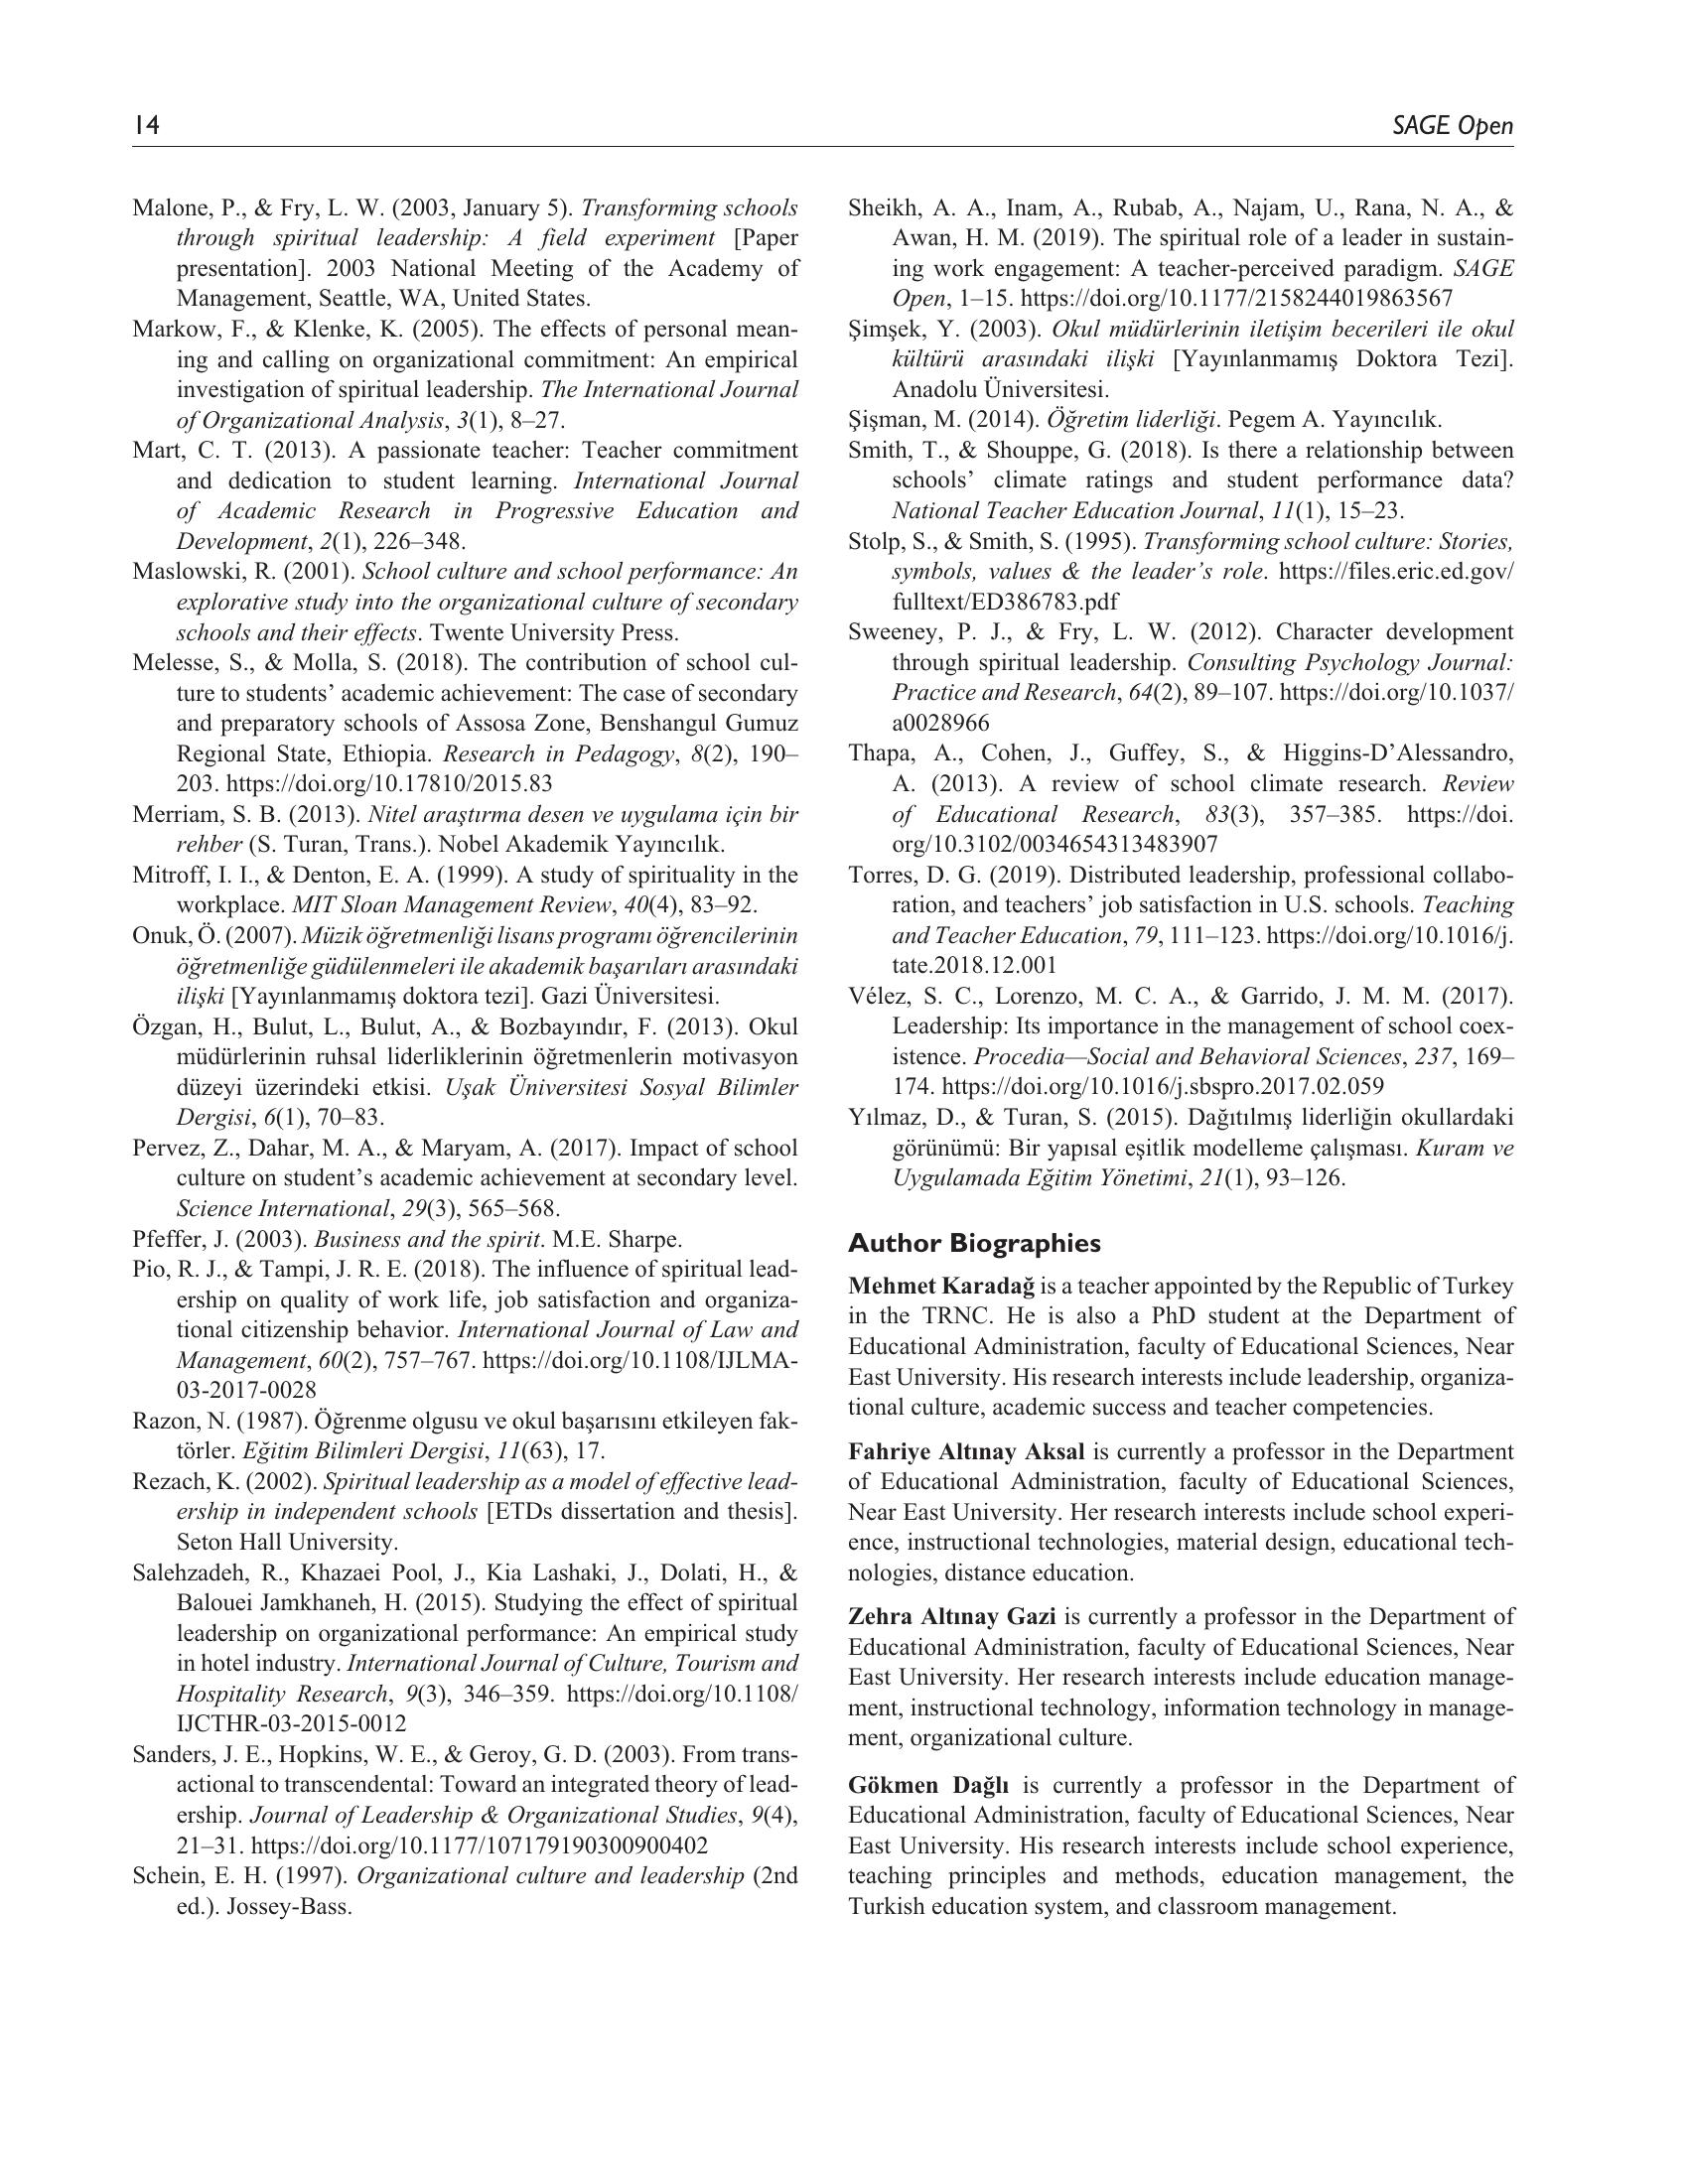 14
SAGE Open
Malone, P., & Fry, L. W. (2003, January 5). Transforming schools
through spiritual leadership: A field experiment [Paper
presentation]. 2003 National Meeting of the Academy of
Management, Seattle, WA, United States.
Markow, F., & Klenke, K. (2005). The effects of personal mean-
ing and calling on organizational commitment: An empirical
investigation of spiritual leadership. The International Journal
of Organizational Analysis, 3(1), 8–27.
Mart, C. T. (2013). A passionate teacher: Teacher commitment
and dedication to student learning. International Journal
of Academic Research in Progressive Education and
Development, 2(1), 226–348.
Maslowski, R. (2001). School culture and school performance: An
explorative study into the organizational culture of secondary
schools and their effects. Twente University Press.
Melesse, S., & Molla, S. (2018). The contribution of school cul-
ture to students’ academic achievement: The case of secondary
and preparatory schools of Assosa Zone, Benshangul Gumuz
Regional State, Ethiopia. Research in Pedagogy, 8(2), 190–
203. https://doi.org/10.17810/2015.83
Merriam, S. B. (2013). Nitel araştırma desen ve uygulama için bir
rehber (S. Turan, Trans.). Nobel Akademik Yayıncılık.
Mitroff, I. I., & Denton, E. A. (1999). A study of spirituality in the
workplace. MIT Sloan Management Review, 40(4), 83–92.
Onuk, Ö. (2007). Müzik öğretmenliği lisans programı öğrencilerinin
öğretmenliğe güdülenmeleri ile akademik başarıları arasındaki
ilişki [Yayınlanmamış doktora tezi]. Gazi Üniversitesi.
Özgan, H., Bulut, L., Bulut, A., & Bozbayındır, F. (2013). Okul
müdürlerinin ruhsal liderliklerinin öğretmenlerin motivasyon
düzeyi üzerindeki etkisi. Uşak Üniversitesi Sosyal Bilimler
Dergisi, 6(1), 70–83.
Pervez, Z., Dahar, M. A., & Maryam, A. (2017). Impact of school
culture on student’s academic achievement at secondary level.
Science International, 29(3), 565–568.
Pfeffer, J. (2003). Business and the spirit. M.E. Sharpe.
Pio, R. J., & Tampi, J. R. E. (2018). The influence of spiritual lead-
ership on quality of work life, job satisfaction and organiza-
tional citizenship behavior. International Journal of Law and
Management, 60(2), 757–767. https://doi.org/10.1108/IJLMA-
03-2017-0028
Razon, N. (1987). Öğrenme olgusu ve okul başarısını etkileyen fak-
törler. Eğitim Bilimleri Dergisi, 11(63), 17.
Rezach, K. (2002). Spiritual leadership as a model of effective lead-
ership in independent schools [ETDs dissertation and thesis].
Seton Hall University.
Salehzadeh, R., Khazaei Pool, J., Kia Lashaki, J., Dolati, H., &
Balouei Jamkhaneh, H. (2015). Studying the effect of spiritual
leadership on organizational performance: An empirical study
in hotel industry. International Journal of Culture, Tourism and
Hospitality Research, 9(3), 346–359. https://doi.org/10.1108/
IJCTHR-03-2015-0012
Sanders, J. E., Hopkins, W. E., & Geroy, G. D. (2003). From trans-
actional to transcendental: Toward an integrated theory of lead-
ership. Journal of Leadership & Organizational Studies, 9(4),
21–31. https://doi.org/10.1177/107179190300900402
Schein, E. H. (1997). Organizational culture and leadership (2nd
ed.). Jossey-Bass.
Sheikh, A. A., Inam, A., Rubab, A., Najam, U., Rana, N. A., &
Awan, H. M. (2019). The spiritual role of a leader in sustain-
ing work engagement: A teacher-perceived paradigm. SAGE
Open, 1–15. https://doi.org/10.1177/2158244019863567
Şimşek, Y. (2003). Okul müdürlerinin iletişim becerileri ile okul
kültürü arasındaki ilişki [Yayınlanmamış Doktora Tezi].
Anadolu Üniversitesi.
Şişman, M. (2014). Öğretim liderliği. Pegem A. Yayıncılık.
Smith, T., & Shouppe, G. (2018). Is there a relationship between
schools’ climate ratings and student performance data?
National Teacher Education Journal, 11(1), 15–23.
Stolp, S., & Smith, S. (1995). Transforming school culture: Stories,
symbols, values & the leader’s role. https://files.eric.ed.gov/
fulltext/ED386783.pdf
Sweeney, P. J., & Fry, L. W. (2012). Character development
through spiritual leadership. Consulting Psychology Journal:
Practice and Research, 64(2), 89–107. https://doi.org/10.1037/
a0028966
Thapa, A., Cohen, J., Guffey, S., & Higgins-D’Alessandro,
A. (2013). A review of school climate research. Review
of Educational Research, 83(3), 357–385. https://doi.
org/10.3102/0034654313483907
Torres, D. G. (2019). Distributed leadership, professional collabo-
ration, and teachers’ job satisfaction in U.S. schools. Teaching
and Teacher Education, 79, 111–123. https://doi.org/10.1016/j.
tate.2018.12.001
Vélez, S. C., Lorenzo, M. C. A., & Garrido, J. M. M. (2017).
Leadership: Its importance in the management of school coex-
istence. Procedia—Social and Behavioral Sciences, 237, 169–
174. https://doi.org/10.1016/j.sbspro.2017.02.059
Yılmaz, D., & Turan, S. (2015). Dağıtılmış liderliğin okullardaki
görünümü: Bir yapısal eşitlik modelleme çalışması. Kuram ve
Uygulamada Eğitim Yönetimi, 21(1), 93–126.
Author Biographies
Mehmet Karadağ is a teacher appointed by the Republic of Turkey
in the TRNC. He is also a PhD student at the Department of
Educational Administration, faculty of Educational Sciences, Near
East University. His research interests include leadership, organiza-
tional culture, academic success and teacher competencies.
Fahriye Altınay Aksal is currently a professor in the Department
of Educational Administration, faculty of Educational Sciences,
Near East University. Her research interests include school experi-
ence, instructional technologies, material design, educational tech-
nologies, distance education.
Zehra Altınay Gazi is currently a professor in the Department of
Educational Administration, faculty of Educational Sciences, Near
East University. Her research interests include education manage-
ment, instructional technology, information technology in manage-
ment, organizational culture.
Gökmen Dağlı is currently a professor in the Department of
Educational Administration, faculty of Educational Sciences, Near
East University. His research interests include school experience,
teaching principles and methods, education management, the
Turkish education system, and classroom management.